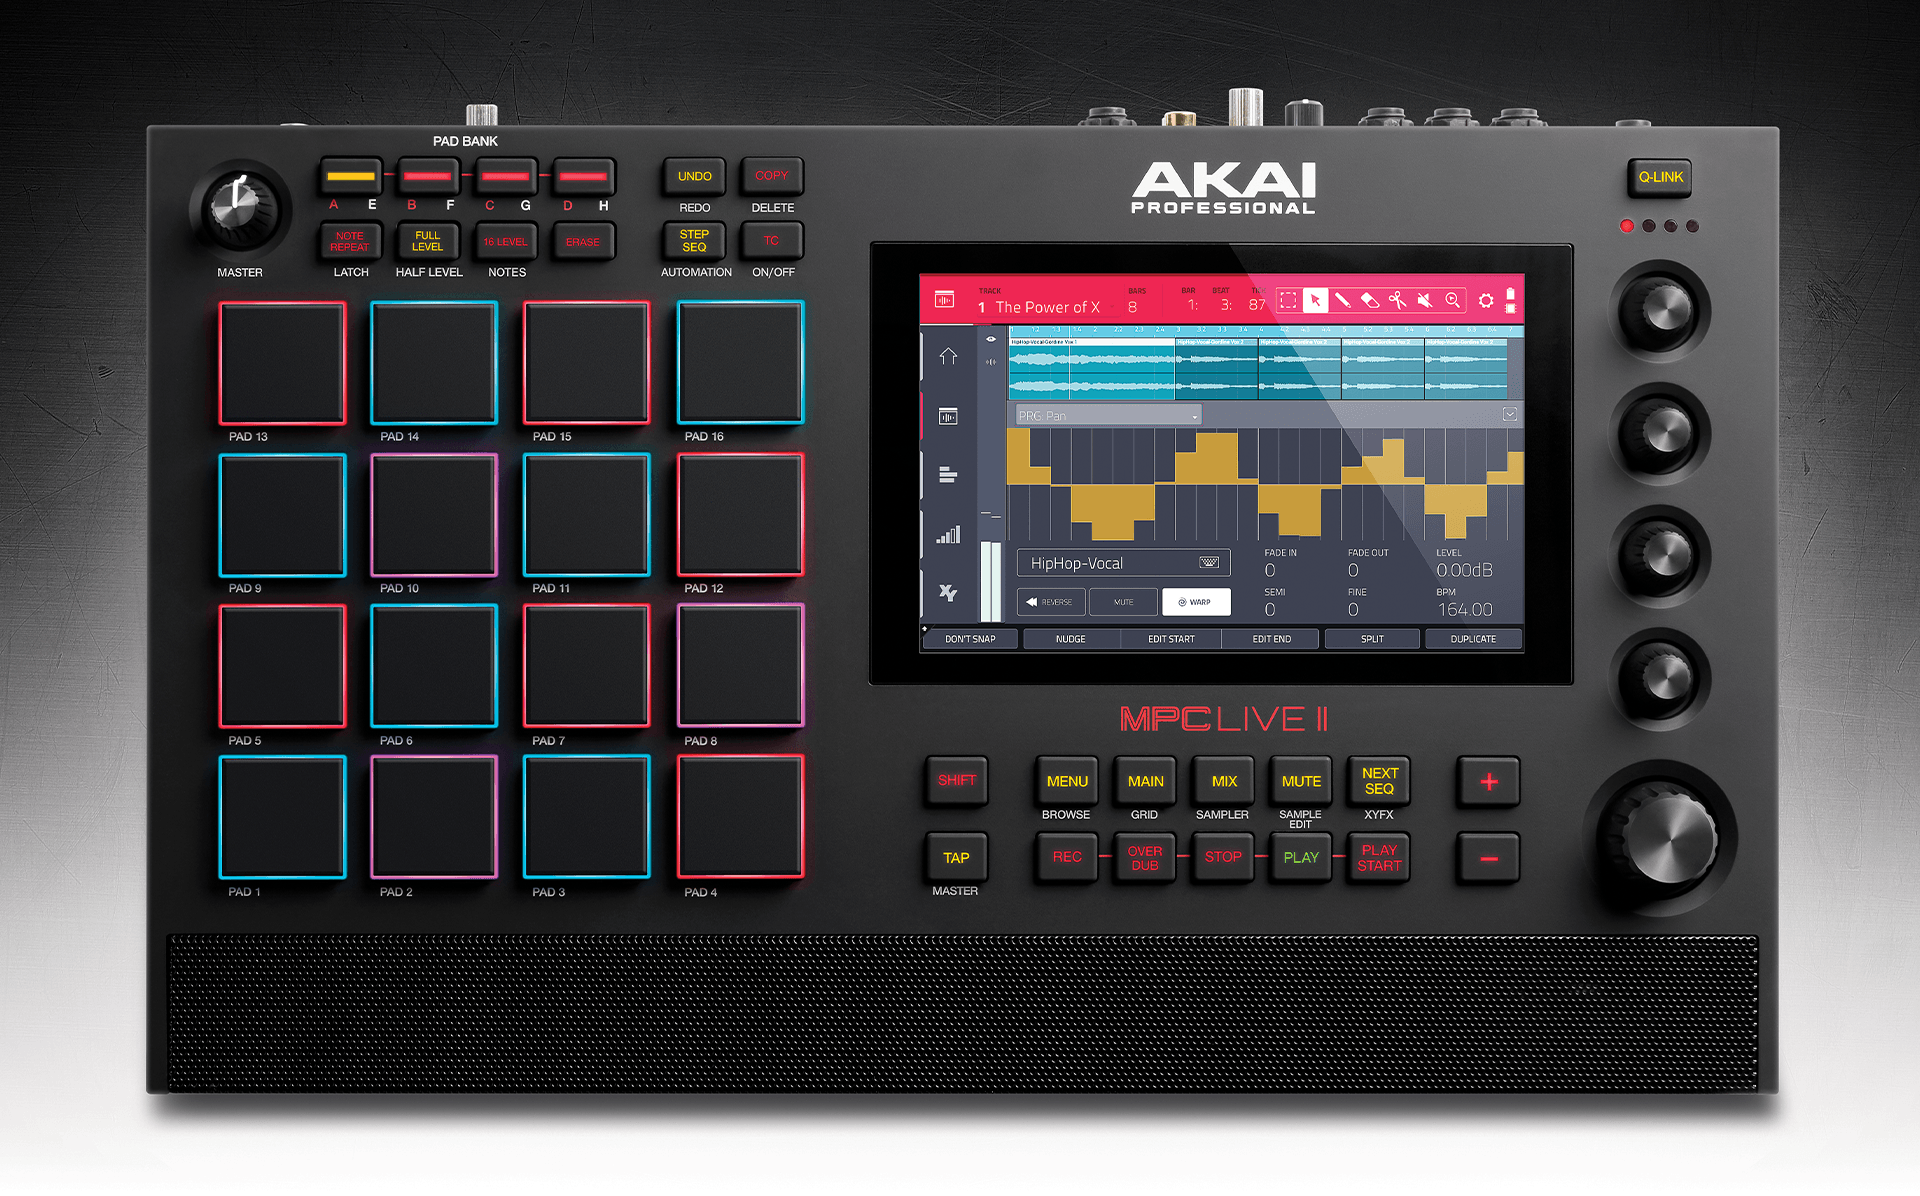 PAD BANK
A E B F C G D H
UNDO
COPY
REDO
DELETE
NOTE REPEAT
FULL LEVEL
16 LEVEL
ERASE
STEP SEQ
TC
MASTER
LATCH
HALF LEVEL
NOTES
AUTOMATION
ON/OFF
PAD 13
PAD 14
PAD 15
PAD 16
PAD 9
PAD 10
PAD 11
PAD 12
PAD 5
PAD 6
PAD 7
PAD 8
PAD 1
PAD 2
PAD 3
PAD 4
AKAI
PROFESSIONAL
Q-LINK
TRACK
1 The Power of X
BARS
8
BAR
1:
BEAT
3:
87
PRG: Pan
HipHop-Vocal
REVERSE
MUTE
WARP
FADE IN
0
FADE OUT
0
LEVEL
0.00dB
SEMI
0
FINE
0
BPM
164.00
XY
DON'T SNAP
NUDGE
EDIT START
EDIT END
SPLIT
DUPLICATE
MPC LIVE II
SHIFT
MENU
MAIN
MIX
MUTE
NEXT SEQ
+
BROWSE
GRID
SAMPLER
SAMPLE EDIT
XYFX
TAP
REC
OVER DUB
STOP
PLAY
PLAY START
−
MASTER